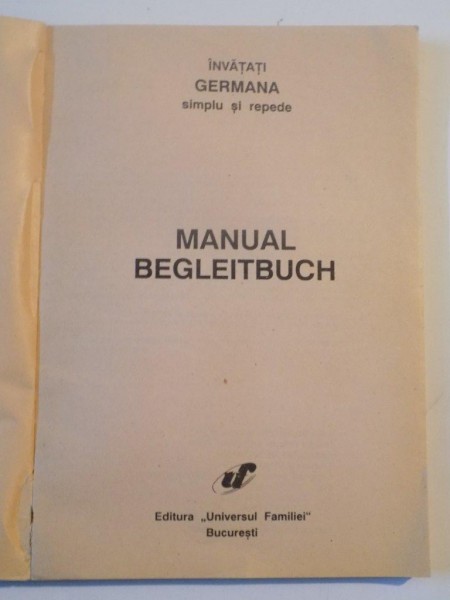 ÎNVĂȚAȚI
GERMANA
simplu și repede
MANUAL
BEGLEITBUCH
uf
Editura „Universul Familiei"
București